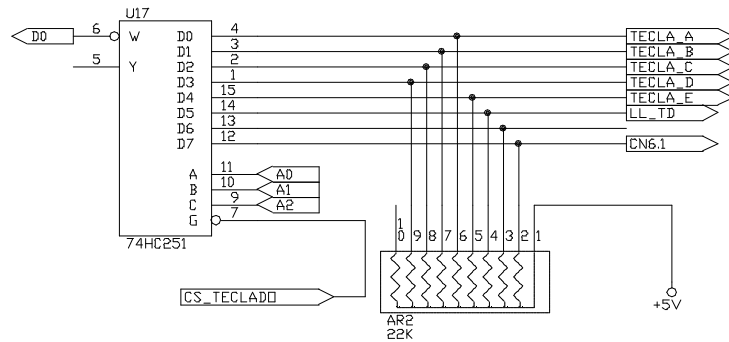 U17
D0 6 W D0 4 TECLA_A
D1 3 TECLA_B
5 Y D2 2 TECLA_C
D3 1 TECLA_D
D4 15 TECLA_E
D5 14 LL_TD
D6 13
D7 12 CN6.1
A 11 A0
B 10 A1
C 9 A2
G 7
74HC251
10 9 8 7 6 5 4 3 2 1
CS_TECLADO
+5V
AR2
22K